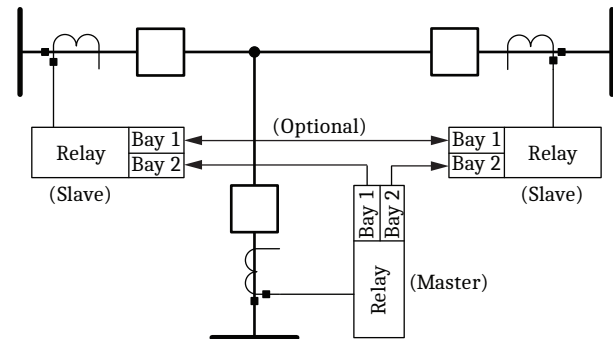 (Optional)
Relay
Bay 1
Bay 2
(Slave)
Bay 1
Bay 2
Relay
(Slave)
Bay 1
Bay 2
Relay
(Master)